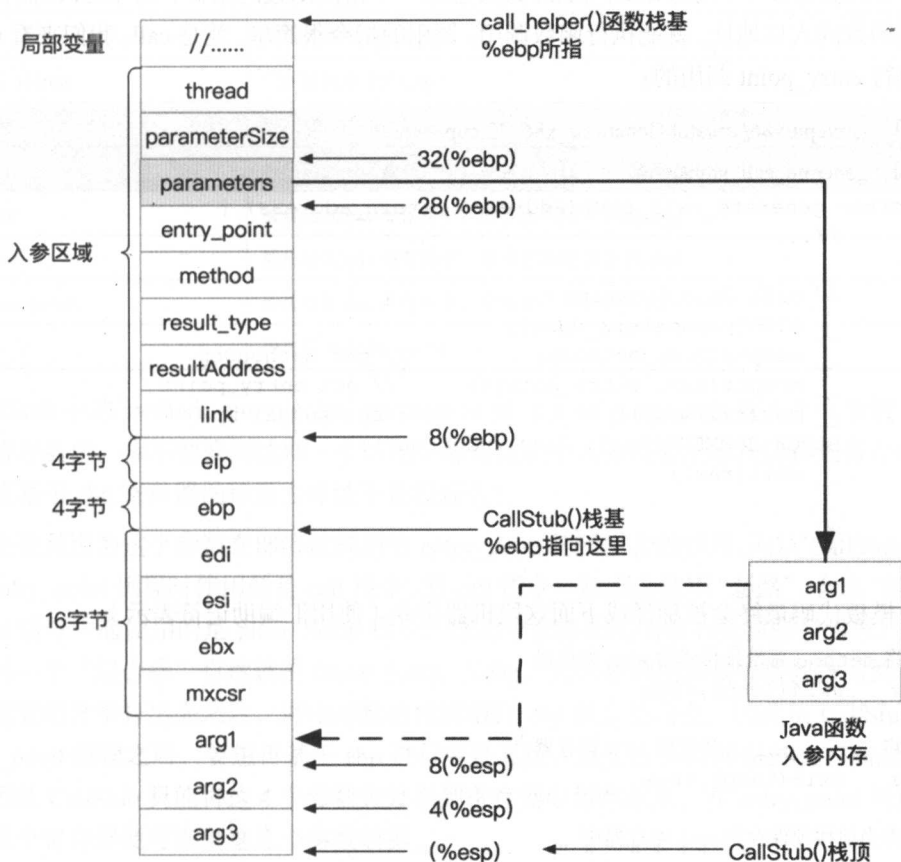 call_helper()函数栈基
%ebp所指
局部变量
//......
thread
parameterSize
32(%ebp)
parameters
28(%ebp)
entry_point
入参区域
method
result_type
resultAddress
link
8(%ebp)
4字节
eip
4字节
ebp
CallStub()栈基
%ebp指向这里
edi
esi
16字节
ebx
mxcsr
arg1
arg2
arg3
Java函数
入参内存
arg1
8(%esp)
arg2
4(%esp)
arg3
(%esp)
CallStub()栈顶